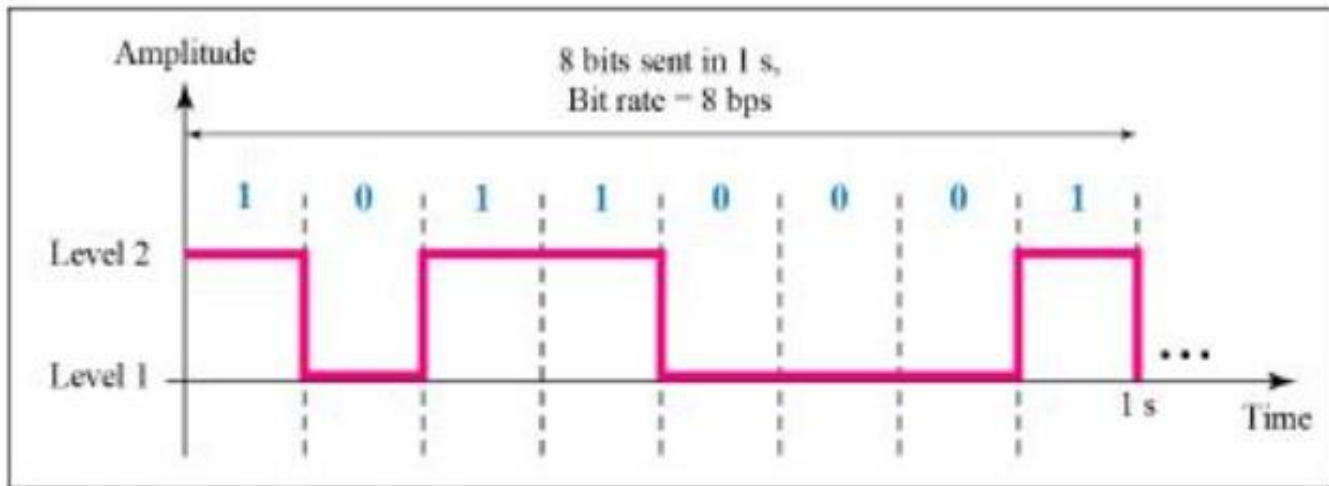 Amplitude
8 bits sent in 1 s,
Bit rate = 8 bps
1 0 1 1 0 0 0 1
Level 2
Level 1
...
1 s
Time